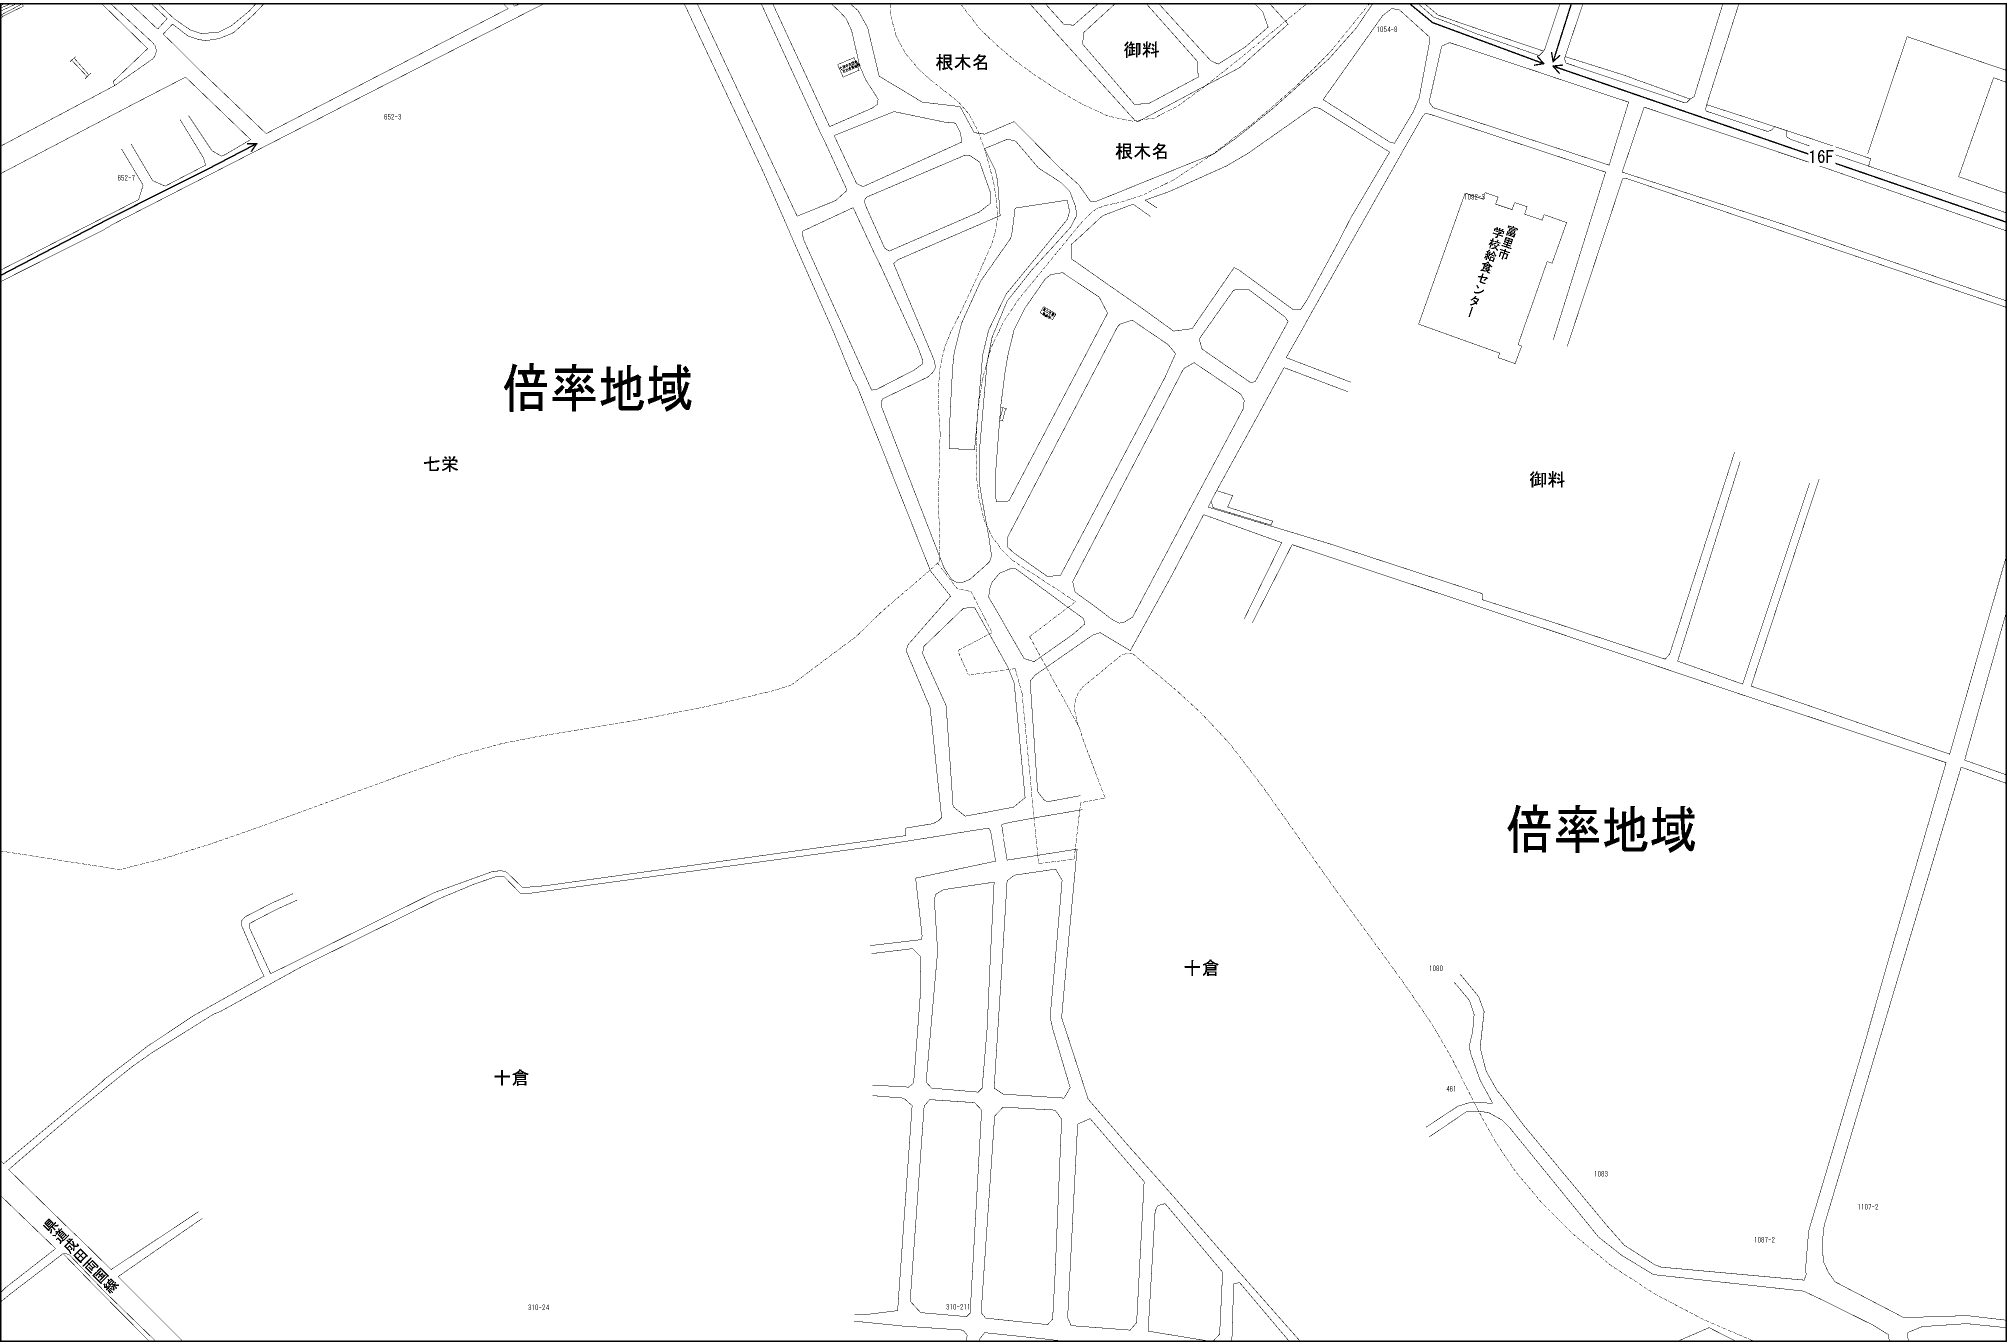 1054-8
御料
根木名
652-3
根木名
16F
652-7
富里市
学校給食センター
倍率地域
七栄
御料
倍率地域
十倉
1080
十倉
461
1083
1107-2
県道成田両国線
1087-2
310-24
310-211